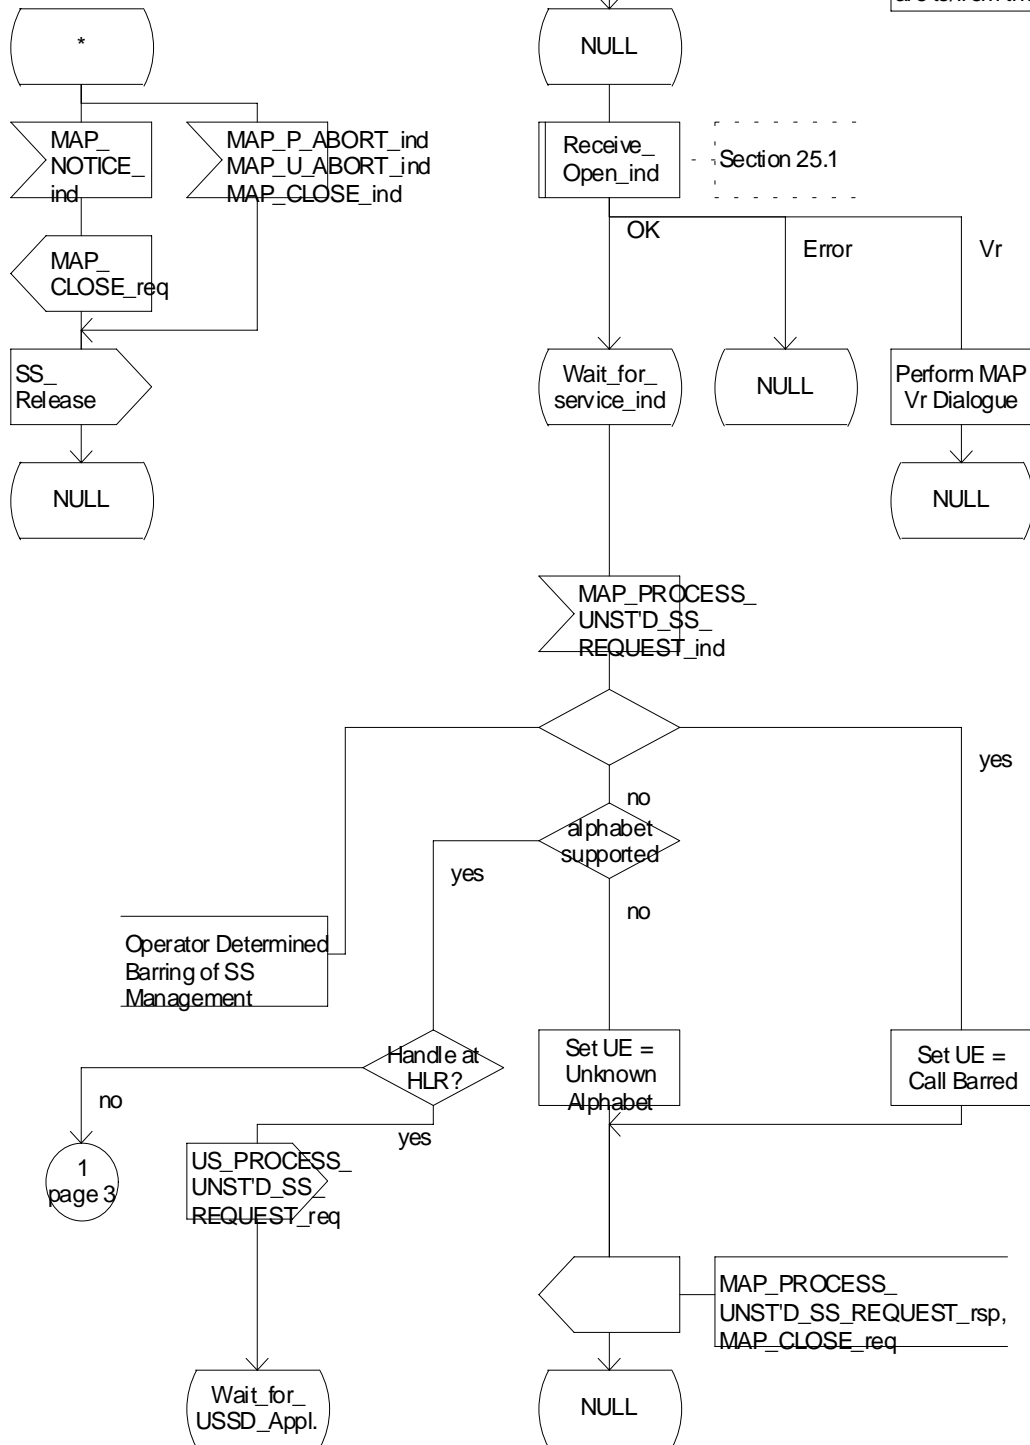 *
NULL
MAP_
NOTICE_
ind
MAP_P_ABORT_ind
MAP_U_ABORT_ind
MAP_CLOSE_ind
Receive_
Open_ind
Section 25.1
OK
Error
Vr
MAP_
CLOSE_req
SS_
Release
Wait_for_
service_ind
NULL
Perform MAP
Vr Dialogue
NULL
NULL
MAP_PROCESS_
UNST'D_SS_
REQUEST_ind
yes
no
alphabet
supported
yes
no
Operator Determined
Barring of SS
Management
Handle at
HLR?
Set UE =
Unknown
Alphabet
Set UE =
Call Barred
no
yes
1
page 3
US_PROCESS_
UNST'D_SS_
REQUEST_req
MAP_PROCESS_
UNST'D_SS_REQUEST_rsp,
MAP_CLOSE_req
Wait_for_
USSD_Appl.
NULL